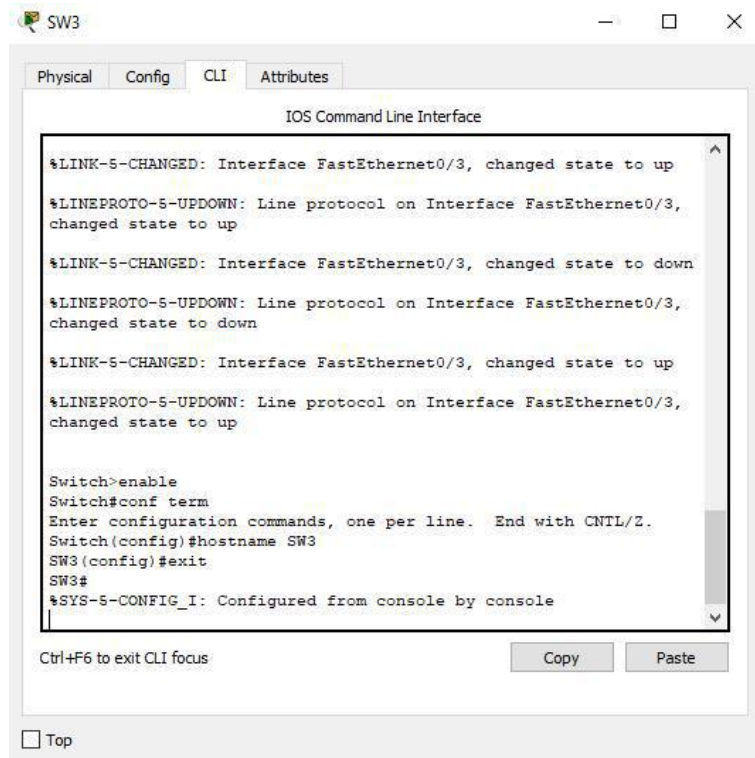 SW3
Physical Config CLI Attributes
IOS Command Line Interface
%LINK-5-CHANGED: Interface FastEthernet0/3, changed state to up
%LINEPROTO-5-UPDOWN: Line protocol on Interface FastEthernet0/3,
changed state to up
%LINK-5-CHANGED: Interface FastEthernet0/3, changed state to down
%LINEPROTO-5-UPDOWN: Line protocol on Interface FastEthernet0/3,
changed state to down
%LINK-5-CHANGED: Interface FastEthernet0/3, changed state to up
%LINEPROTO-5-UPDOWN: Line protocol on Interface FastEthernet0/3,
changed state to up
Switch>enable
Switch#conf term
Enter configuration commands, one per line.  End with CNTL/Z.
Switch(config)#hostname SW3
SW3(config)#exit
SW3#
%SYS-5-CONFIG_I: Configured from console by console
Ctrl+F6 to exit CLI focus
Copy Paste
Top